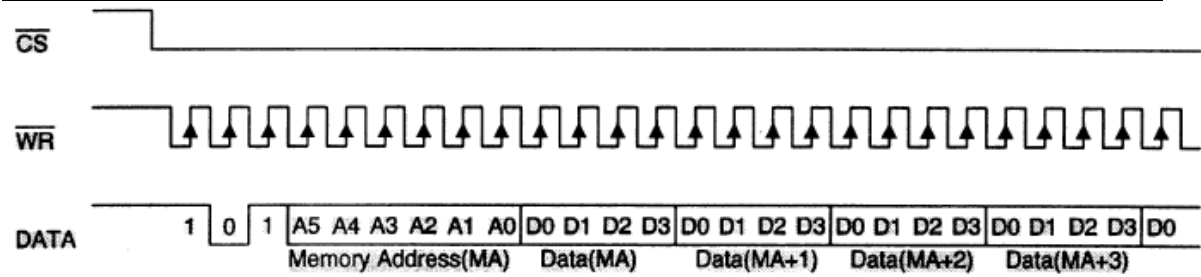 CS
WR
DATA 1 0 1 A5 A4 A3 A2 A1 A0 D0 D1 D2 D3 D0 D1 D2 D3 D0 D1 D2 D3 D0 D1 D2 D3 D0
Memory Address(MA) Data(MA) Data(MA+1) Data(MA+2) Data(MA+3)